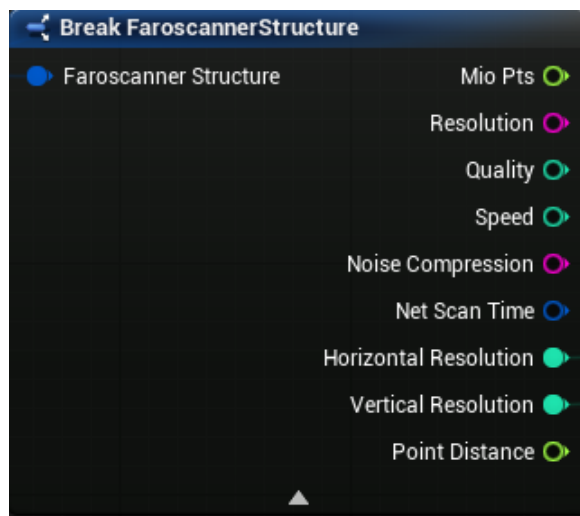 Break FaroscannerStructure
Faroscanner Structure
Mio Pts
Resolution
Quality
Speed
Noise Compression
Net Scan Time
Horizontal Resolution
Vertical Resolution
Point Distance